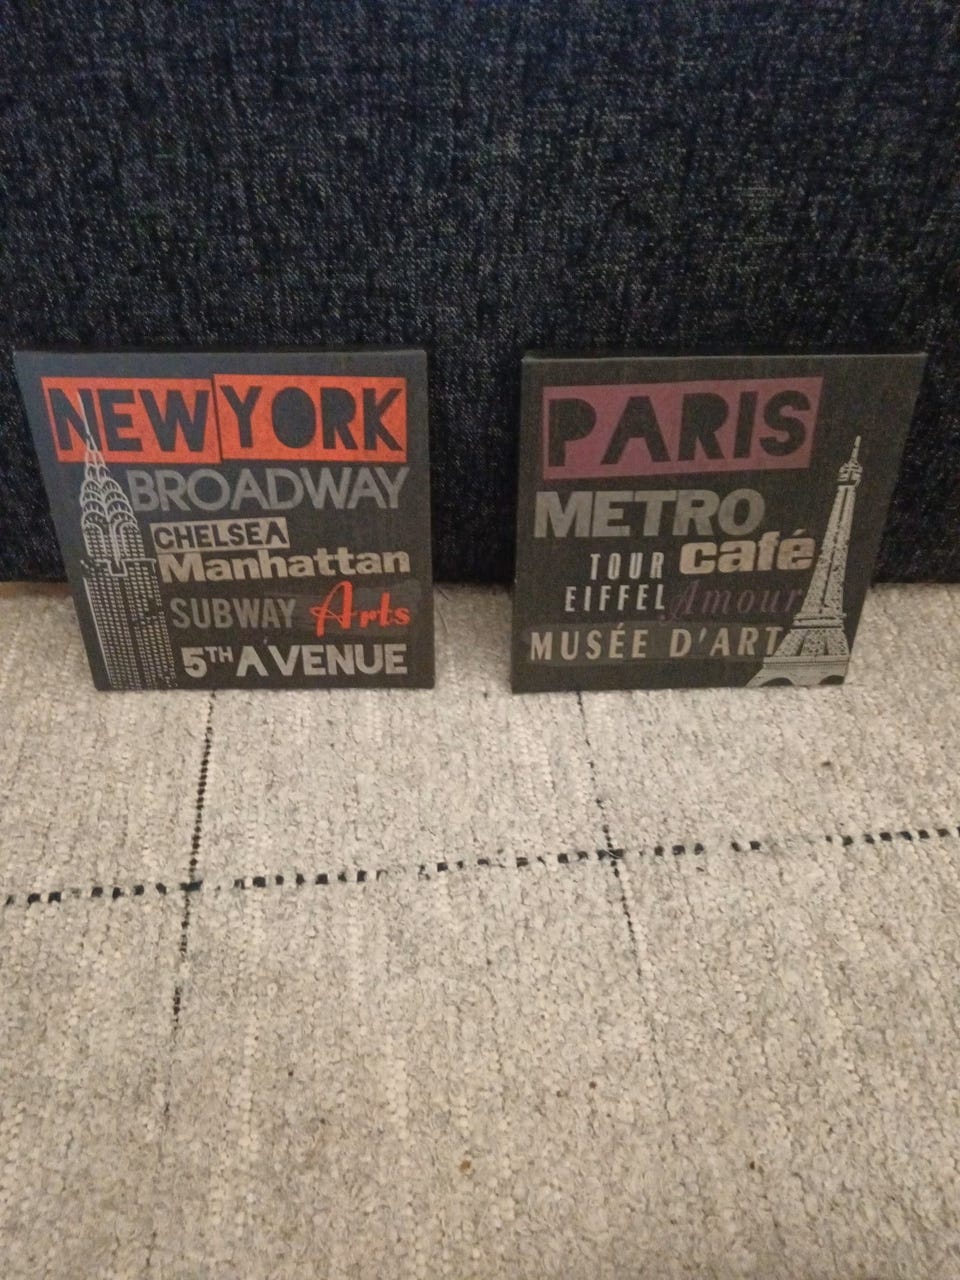 NEW YORK
BROADWAY
CHELSEA
Manhattan
SUBWAY Arts
5TH AVENUE
PARIS
METRO
TOUR café
EIFFEL Amour
MUSÉE D'ART